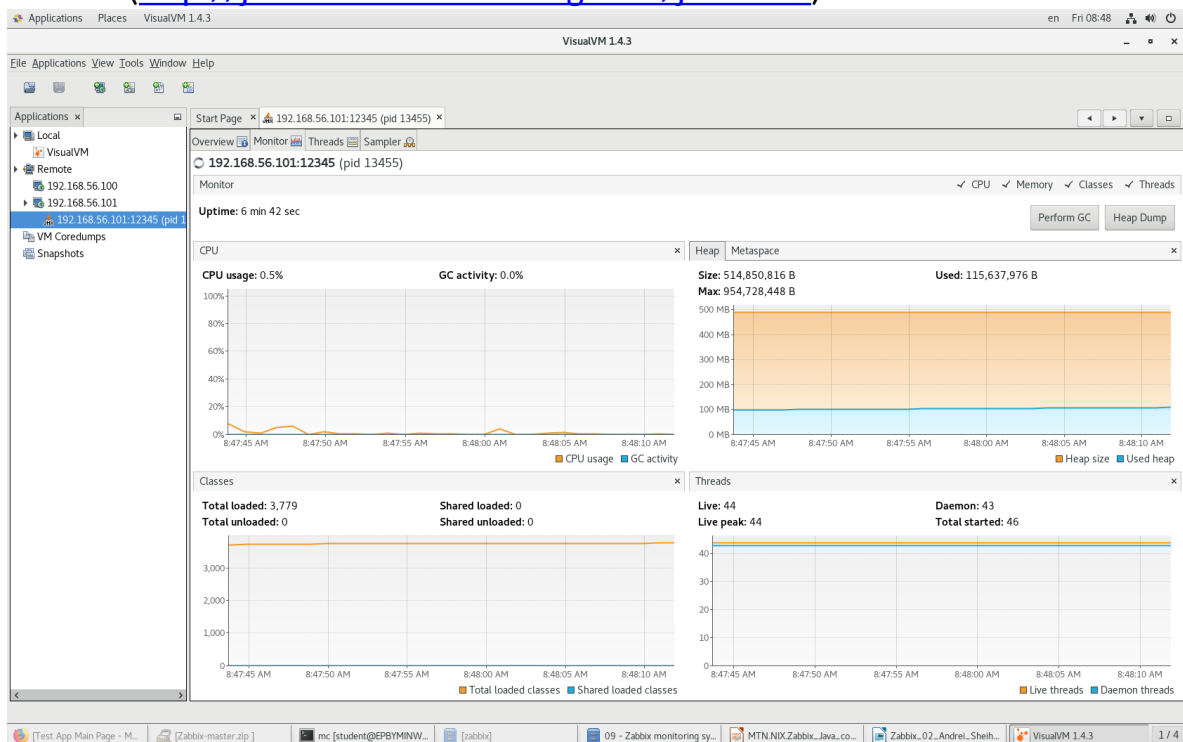 Applications Places VisualVM 1.4.3 en Fri 08:48
VisualVM 1.4.3
File Applications View Tools Window Help
Applications
Local
VisualVM
Remote
192.168.56.100
192.168.56.101
192.168.56.101:12345 (pid 1
VM Coredumps
Snapshots
Start Page 192.168.56.101:12345 (pid 13455)
Overview Monitor Threads Sampler
192.168.56.101:12345 (pid 13455)
Monitor CPU Memory Classes Threads
Uptime: 6 min 42 sec
Perform GC Heap Dump
CPU
CPU usage: 0.5% GC activity: 0.0%
100%
80%
60%
40%
20%
0%
8:47:45 AM 8:47:50 AM 8:47:55 AM 8:48:00 AM 8:48:05 AM 8:48:10 AM
CPU usage GC activity
Heap Metaspace
Size: 514,850,816 B Used: 115,637,976 B
Max: 954,728,448 B
500 MB
400 MB
300 MB
200 MB
100 MB
0 MB
8:47:45 AM 8:47:50 AM 8:47:55 AM 8:48:00 AM 8:48:05 AM 8:48:10 AM
Heap size Used heap
Classes
Total loaded: 3,779 Shared loaded: 0
Total unloaded: 0 Shared unloaded: 0
3,000
2,000
1,000
0
8:47:45 AM 8:47:50 AM 8:47:55 AM 8:48:00 AM 8:48:05 AM 8:48:10 AM
Total loaded classes Shared loaded classes
Threads
Live: 44 Daemon: 43
Live peak: 44 Total started: 46
40
30
20
10
0
8:47:45 AM 8:47:50 AM 8:47:55 AM 8:48:00 AM 8:48:05 AM 8:48:10 AM
Live threads Daemon threads
[Test App Main Page - M... [Zabbix-master.zip ] mc [student@EPBYMINW... [zabbix] 09 - Zabbix monitoring sy... MTN.NIX.Zabbix_Java_co... Zabbix_02_Andrei_Sheih... VisualVM 1.4.3 1 / 4